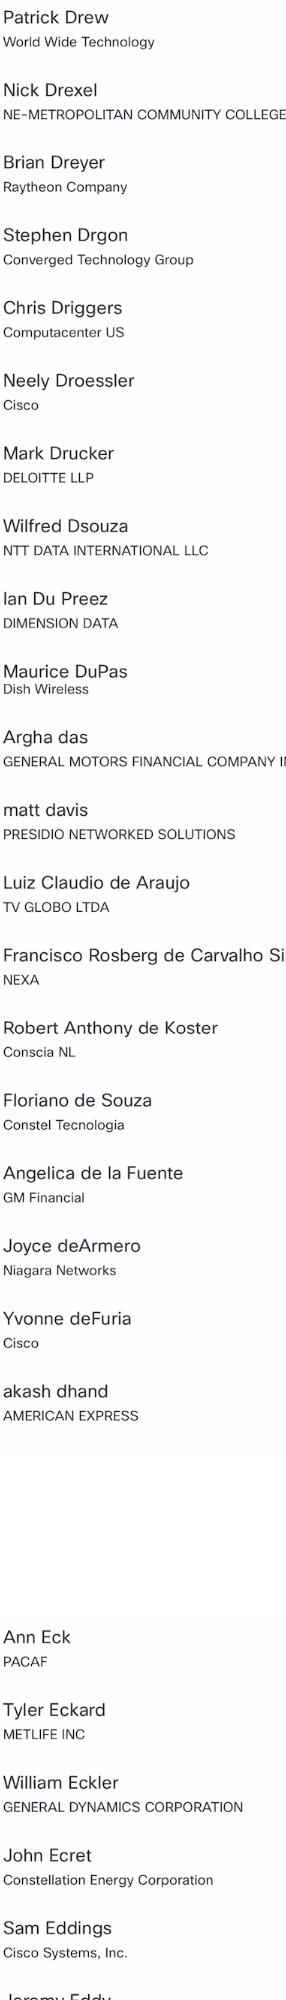 Patrick Drew
World Wide Technology
Nick Drexel
NE-METROPOLITAN COMMUNITY COLLEGE
Brian Dreyer
Raytheon Company
Stephen Drgon
Converged Technology Group
Chris Driggers
Computacenter US
Neely Droessler
Cisco
Mark Drucker
DELOITTE LLP
Wilfred Dsouza
NTT DATA INTERNATIONAL LLC
Ian Du Preez
DIMENSION DATA
Maurice DuPas
Dish Wireless
Argha das
GENERAL MOTORS FINANCIAL COMPANY
matt davis
PRESIDIO NETWORKED SOLUTIONS
Luiz Claudio de Araujo
TV GLOBO LTDA
Francisco Rosberg de Carvalho Si
NEXA
Robert Anthony de Koster
Conscia NL
Floriano de Souza
Constel Tecnologia
Angelica de la Fuente
GM Financial
Joyce deArmero
Niagara Networks
Yvonne deFuria
Cisco
akash dhand
AMERICAN EXPRESS
Ann Eck
PACAF
Tyler Eckard
METLIFE INC
William Eckler
GENERAL DYNAMICS CORPORATION
John Ecret
Constellation Energy Corporation
Sam Eddings
Cisco Systems, Inc.